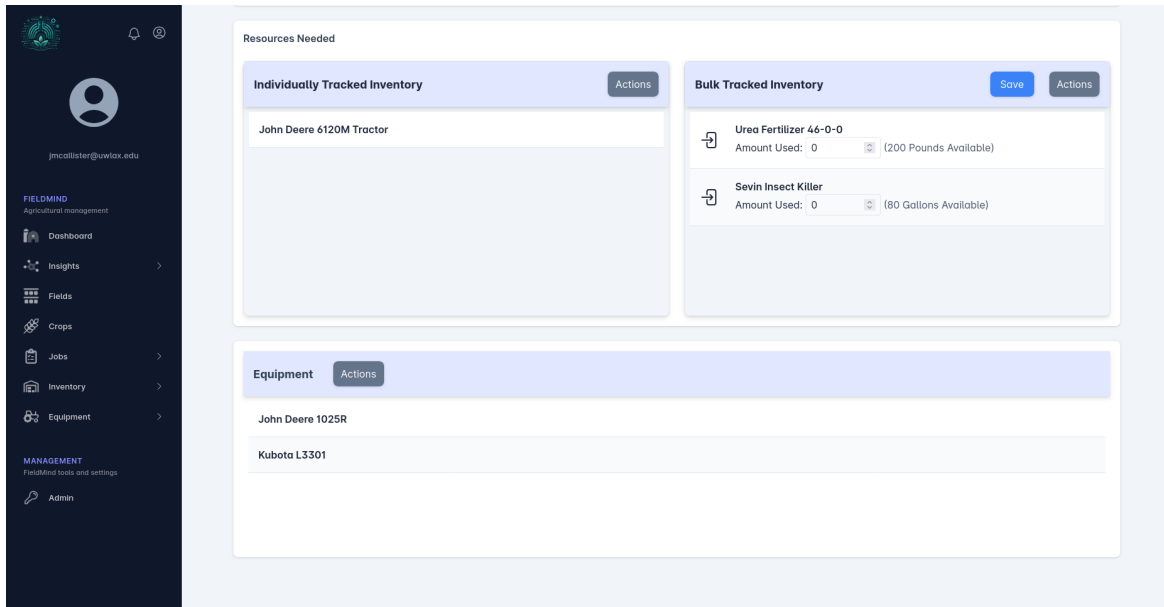 jmcallister@uwlax.edu
FIELDMIND
Agricultural management
Dashboard
Insights
Fields
Crops
Jobs
Inventory
Equipment
MANAGEMENT
FieldMind tools and settings
Admin
Resources Needed
Individually Tracked Inventory Actions
John Deere 6120M Tractor
Bulk Tracked Inventory Save Actions
Urea Fertilizer 46-0-0
Amount Used: 0 (200 Pounds Available)
Sevin Insect Killer
Amount Used: 0 (80 Gallons Available)
Equipment Actions
John Deere 1025R
Kubota L3301